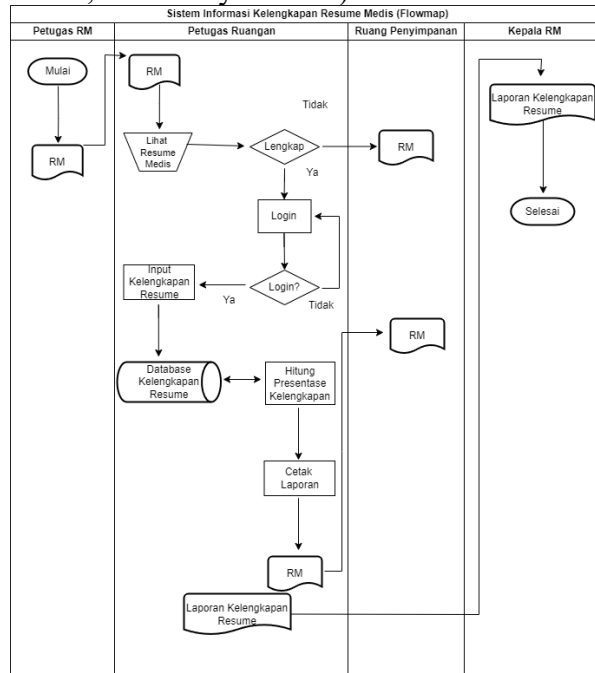 Sistem Informasi Kelengkapan Resume Medis (Flowmap)
Petugas RM
Petugas Ruangan
Ruang Penyimpanan
Kepala RM
Mulai
RM
RM
Lihat
Resume
Medis
Lengkap
Tidak
Ya
RM
Login
Login?
Ya
Tidak
Input
Kelengkapan
Resume
Database
Kelengkapan
Resume
Hitung
Presentase
Kelengkapan
Cetak
Laporan
RM
RM
Laporan Kelengkapan
Resume
Laporan Kelengkapan
Resume
Selesai